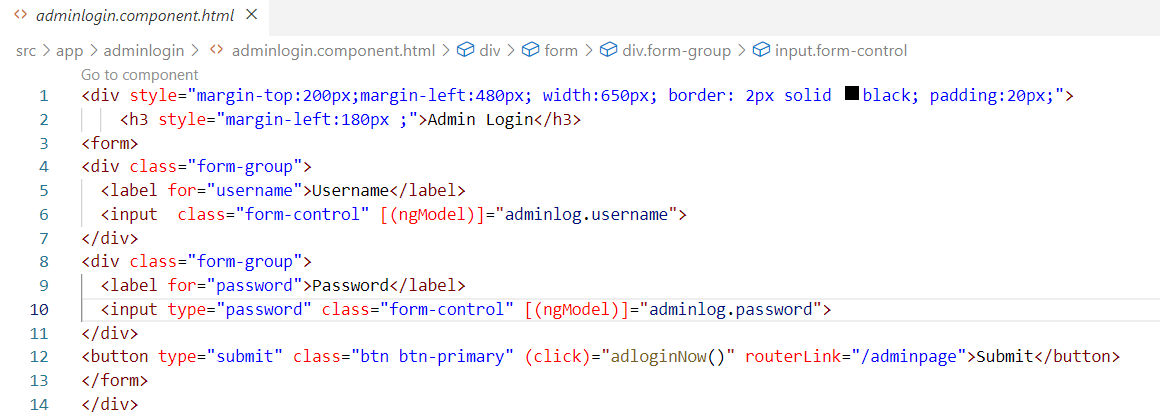 adminlogin.component.html
src > app > adminlogin > adminlogin.component.html > div > form > div.form-group > input.form-control
Go to component
1 <div style="margin-top:200px;margin-left:480px; width:650px; border: 2px solid black; padding:20px;">
2 <h3 style="margin-left:180px ;">Admin Login</h3>
3 <form>
4 <div class="form-group">
5 <label for="username">Username</label>
6 <input  class="form-control" [(ngModel)]="adminlog.username">
7 </div>
8 <div class="form-group">
9 <label for="password">Password</label>
10 <input type="password" class="form-control" [(ngModel)]="adminlog.password">
11 </div>
12 <button type="submit" class="btn btn-primary" (click)="adloginNow()" routerLink="/adminpage">Submit</button>
13 </form>
14 </div>